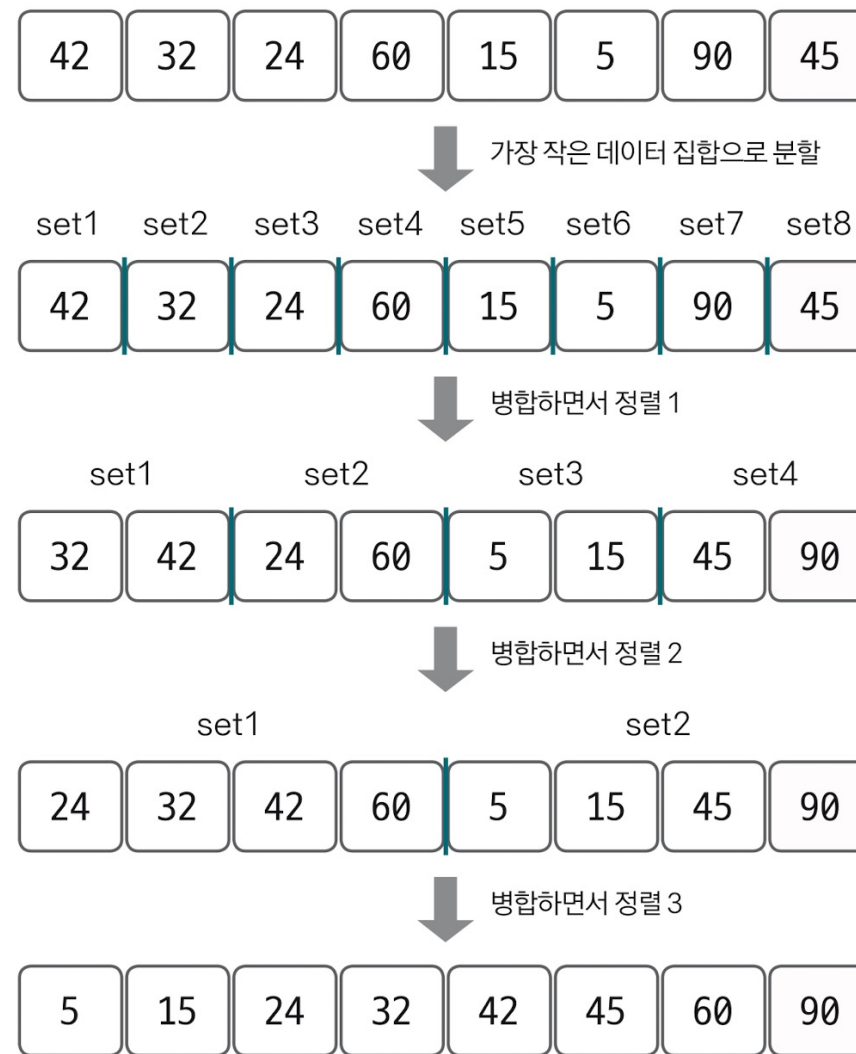 42 32 24 60 15 5 90 45
가장 작은 데이터 집합으로 분할
set1 set2 set3 set4 set5 set6 set7 set8
42 32 24 60 15 5 90 45
병합하면서 정렬 1
set1 set2 set3 set4
32 42 24 60 5 15 45 90
병합하면서 정렬 2
set1 set2
24 32 42 60 5 15 45 90
병합하면서 정렬 3
5 15 24 32 42 45 60 90